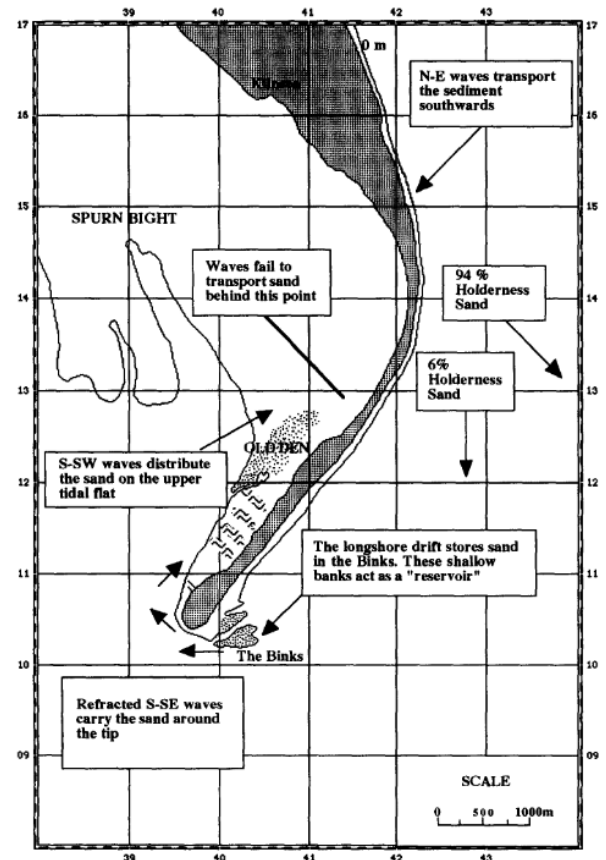 39 40 41 42 43
17 17
0 m
Kilnsea
N-E waves transport
the sediment
southwards
16 16
15 15
SPURN BIGHT
Waves fail to
transport sand
behind this point
94 %
Holderness
Sand
14 14
13 13
6%
Holderness
Sand
OLD DEN
S-SW waves distribute
the sand on the upper
tidal flat
12 12
The longshore drift stores sand
in the Binks. These shallow
banks act as a "reservoir"
11 11
10 10
The Binks
Refracted S-SE waves
carry the sand around
the tip
09 09
SCALE
0 500 1000m
39 40 41 42 43